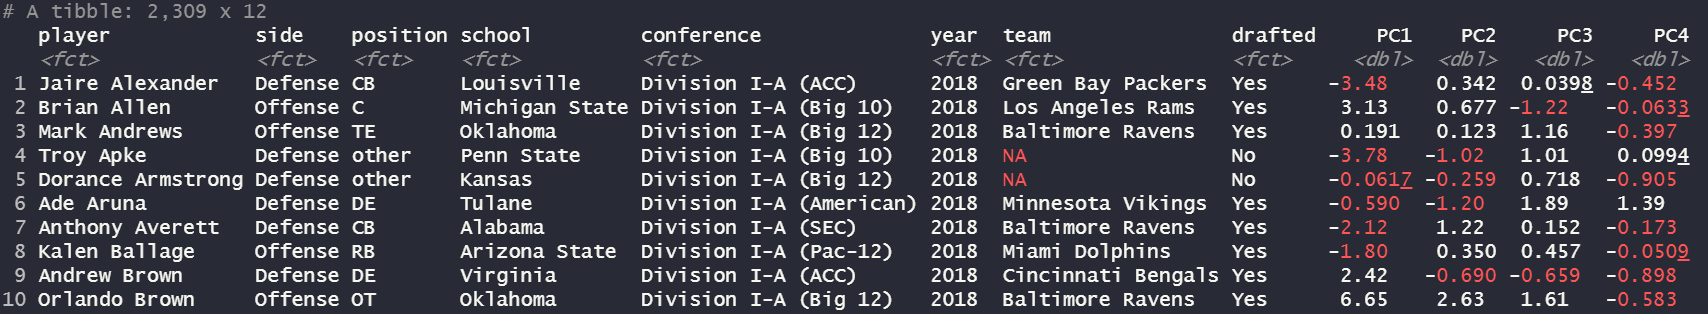 # A tibble: 2,309 x 12
player side position school conference year team drafted PC1 PC2 PC3 PC4
<fct> <fct> <fct> <fct> <fct> <fct> <fct> <fct> <dbl> <dbl> <dbl> <dbl>
1 Jaire Alexander Defense CB Louisville Division I-A (ACC) 2018 Green Bay Packers Yes -3.48 0.342 0.0398 -0.452
2 Brian Allen Offense C Michigan State Division I-A (Big 10) 2018 Los Angeles Rams Yes 3.13 0.677 -1.22 -0.0633
3 Mark Andrews Offense TE Oklahoma Division I-A (Big 12) 2018 Baltimore Ravens Yes 0.191 0.123 1.16 -0.397
4 Troy Apke Defense other Penn State Division I-A (Big 10) 2018 NA No -3.78 -1.02 1.01 0.0994
5 Dorance Armstrong Defense other Kansas Division I-A (Big 12) 2018 NA No -0.0617 -0.259 0.718 -0.905
6 Ade Aruna Defense DE Tulane Division I-A (American) 2018 Minnesota Vikings Yes -0.590 -1.20 1.89 1.39
7 Anthony Averett Defense CB Alabama Division I-A (SEC) 2018 Baltimore Ravens Yes -2.12 1.22 0.152 -0.173
8 Kalen Ballage Offense RB Arizona State Division I-A (Pac-12) 2018 Miami Dolphins Yes -1.80 0.350 0.457 -0.0509
9 Andrew Brown Defense DE Virginia Division I-A (ACC) 2018 Cincinnati Bengals Yes 2.42 -0.690 -0.659 -0.898
10 Orlando Brown Offense OT Oklahoma Division I-A (Big 12) 2018 Baltimore Ravens Yes 6.65 2.63 1.61 -0.583